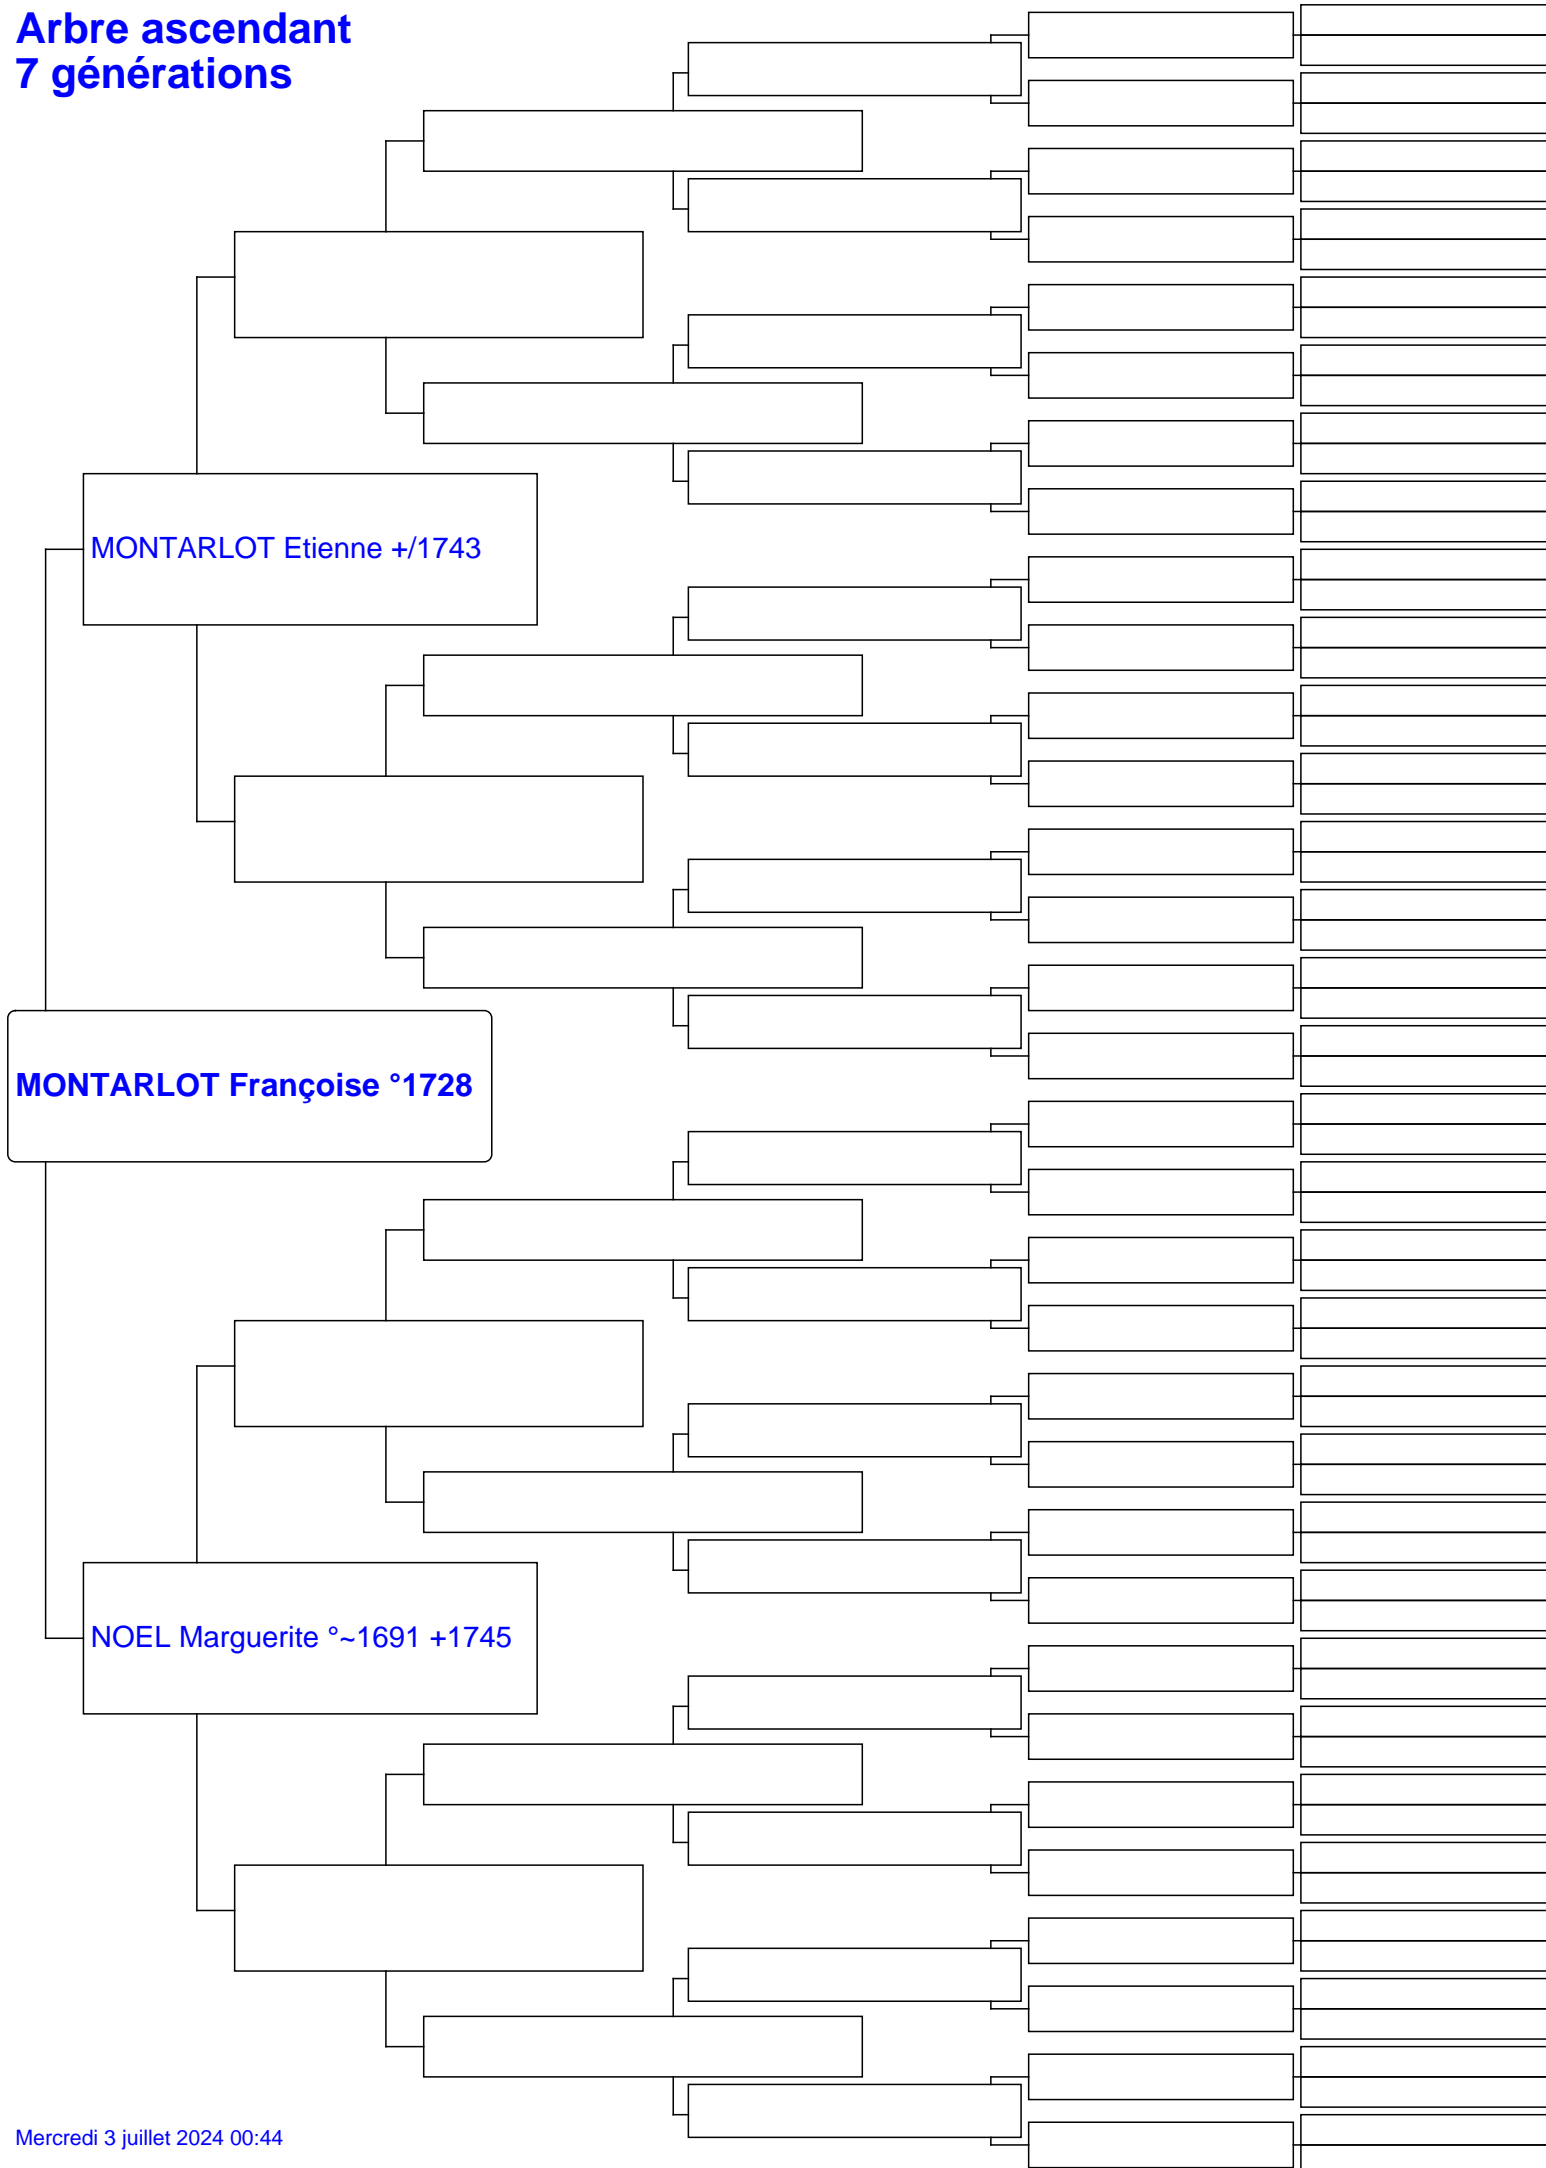 Arbre ascendant
7 générations
MONTARLOT Etienne +/1743
MONTARLOT Françoise °1728
NOEL Marguerite °~1691 +1745
Mercredi 3 juillet 2024 00:44